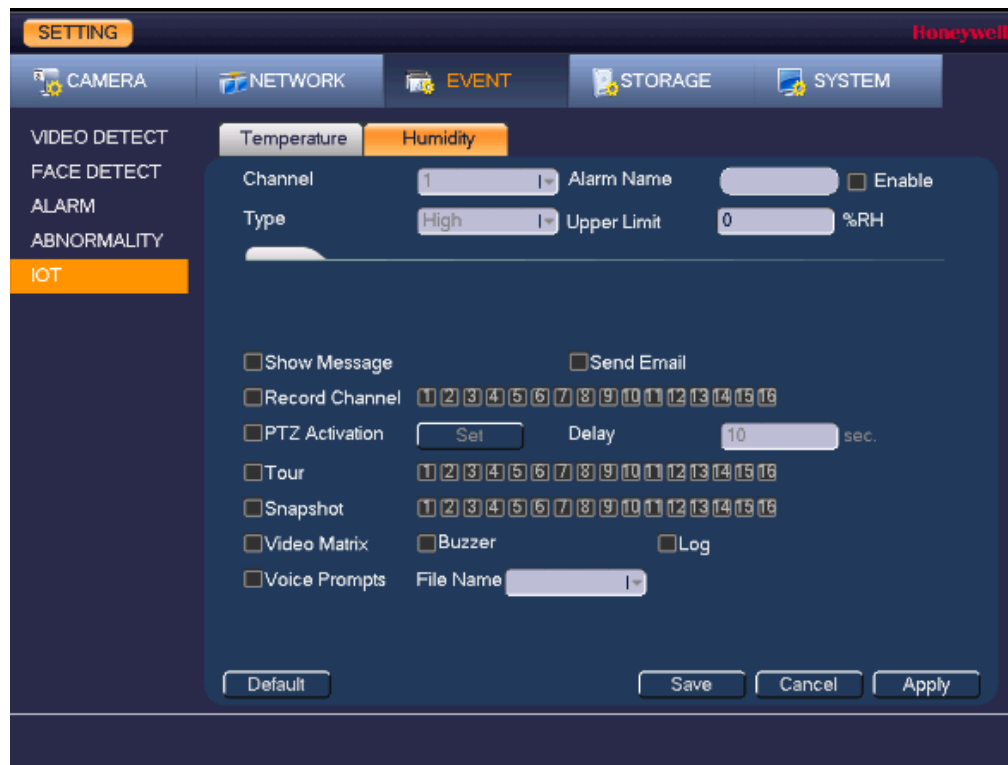 SETTING Honeywell
CAMERA NETWORK EVENT STORAGE SYSTEM
VIDEO DETECT
FACE DETECT
ALARM
ABNORMALITY
IOT
Temperature Humidity
Channel 1 Alarm Name Enable
Type High Upper Limit 0 %RH
Show Message Send Email
Record Channel 1 2 3 4 5 6 7 8 9 10 11 12 13 14 15 16
PTZ Activation Set Delay 10 sec.
Tour 1 2 3 4 5 6 7 8 9 10 11 12 13 14 15 16
Snapshot 1 2 3 4 5 6 7 8 9 10 11 12 13 14 15 16
Video Matrix Buzzer Log
Voice Prompts File Name
Default Save Cancel Apply